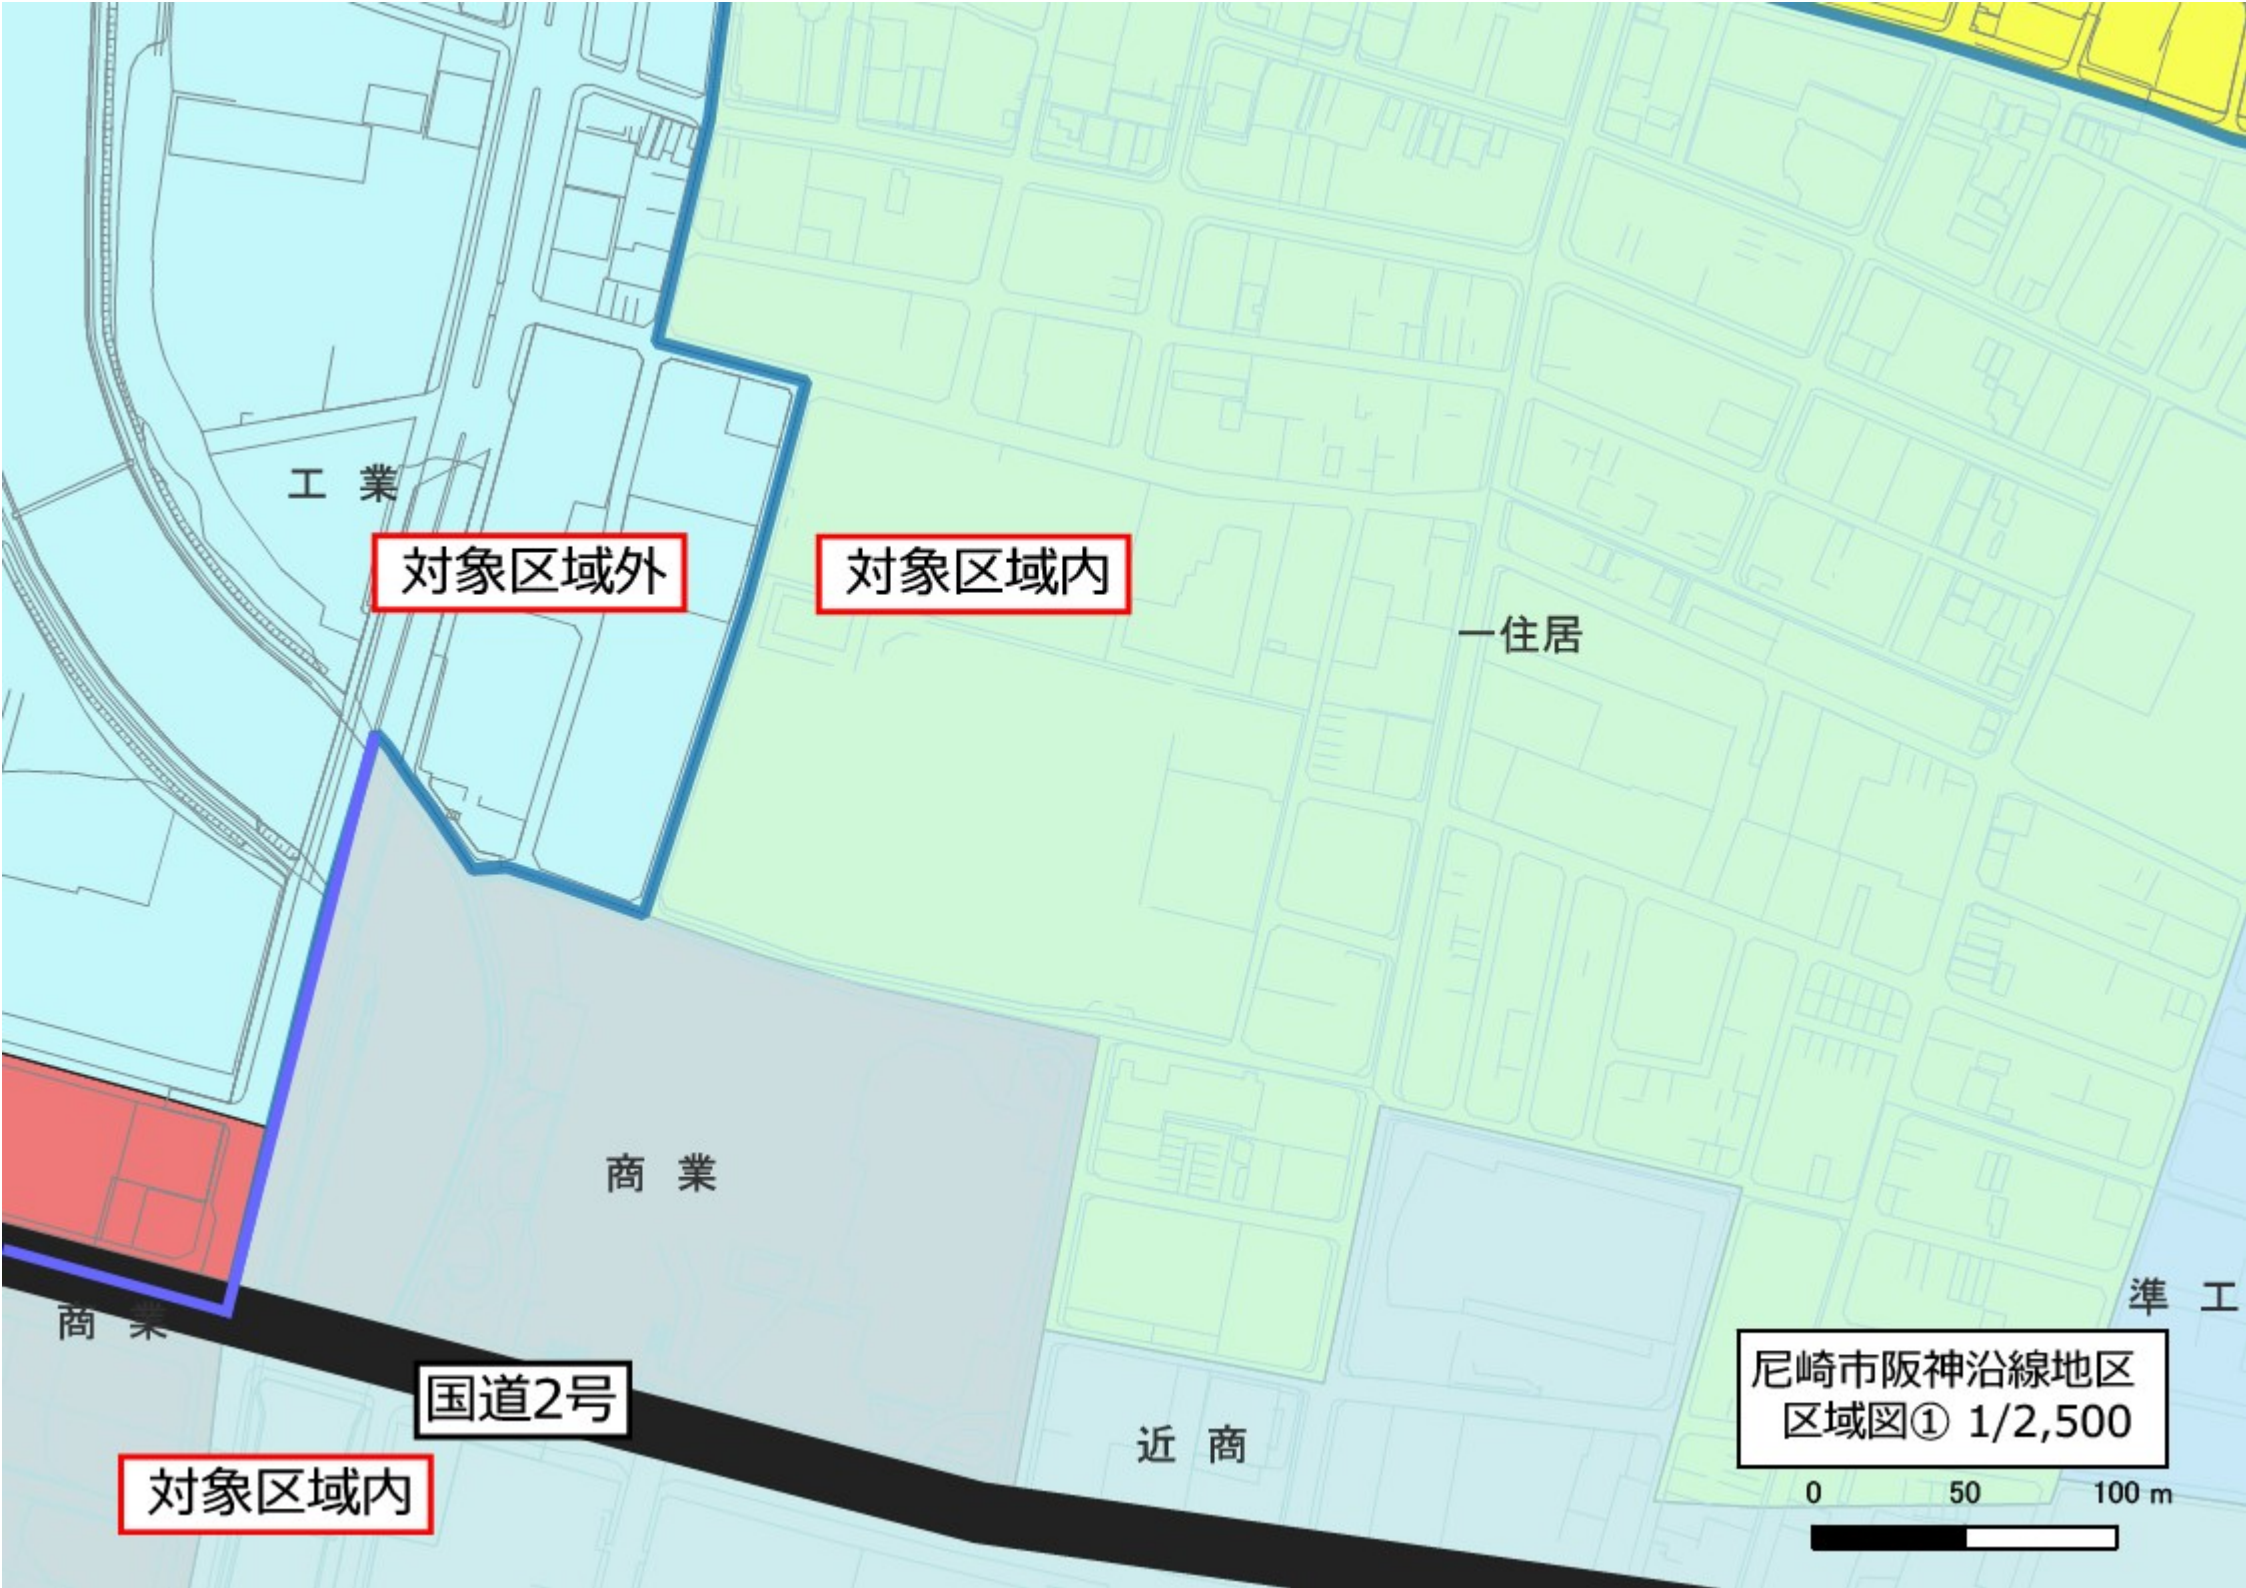 工業
対象区域外
対象区域内
一住居
商業
準工
商業
国道2号
近商
対象区域内
尼崎市阪神沿線地区
区域図① 1/2,500
0 50 100 m